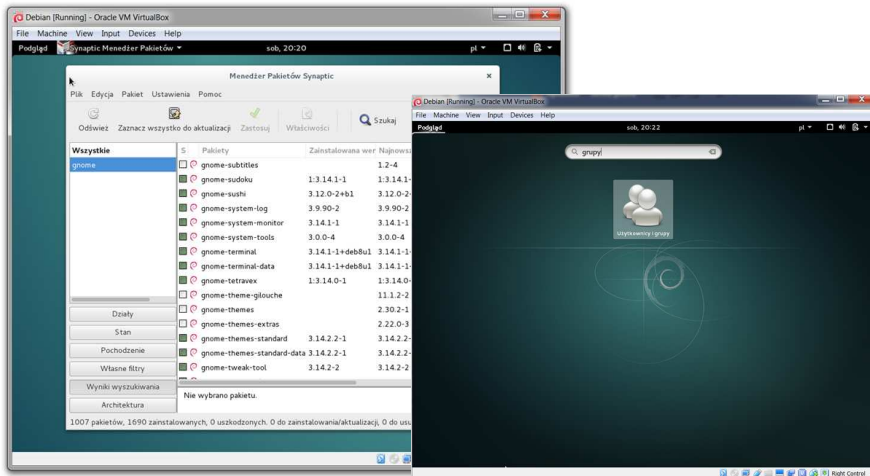 Debian [Running] - Oracle VM VirtualBox
File Machine View Input Devices Help
Podgląd Synaptic Menedżer Pakietów sob, 20:20 pl
Menedżer Pakietów Synaptic
Plik Edycja Pakiet Ustawienia Pomoc
Odśwież Zaznacz wszystko do aktualizacji Zastosuj Właściwości Szukaj
Wszystkie
gnome
S Pakiety Zainstalowana wer Najnowsz
gnome-subtitles 1.2-4
gnome-sudoku 1:3.14.1-1 1:3.14.1-
gnome-sushi 3.12.0-2+b1 3.12.0-2-
gnome-system-log 3.9.90-2 3.9.90-2
gnome-system-monitor 3.14.1-1 3.14.1-1
gnome-system-tools 3.0.0-4 3.0.0-4
gnome-terminal 3.14.1-1+deb8u1 3.14.1-1-
gnome-terminal-data 3.14.1-1+deb8u1 3.14.1-1-
gnome-tetravex 1:3.14.0-1 1:3.14.0-
gnome-theme-gilouche 11.1.2-2
gnome-themes 2.30.2-1
gnome-themes-extras 2.22.0-3
gnome-themes-standard 3.14.2.2-1 3.14.2.2-
gnome-themes-standard-data 3.14.2.2-1 3.14.2.2-
gnome-tweak-tool 3.14.2-2 3.14.2-2
Działy
Stan
Pochodzenie
Własne filtry
Wyniki wyszukiwania
Architektura
Nie wybrano pakietu.
1007 pakietów, 1690 zainstalowanych, 0 uszkodzonych. 0 do zainstalowania/aktualizacji, 0 do usu
Debian [Running] - Oracle VM VirtualBox
File Machine View Input Devices Help
Podgląd sob, 20:22 pl
grupy
Użytkownicy i grupy
Right Control